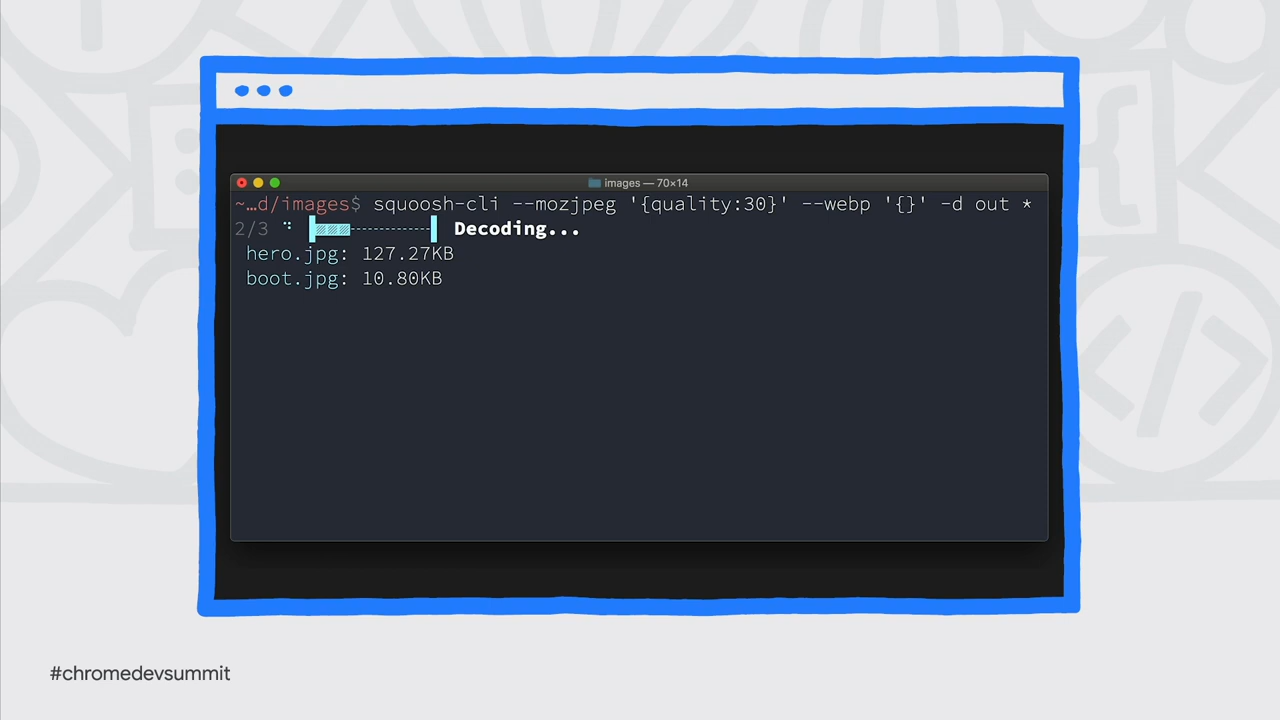 images — 70×14
~…d/images$ squoosh-cli --mozjpeg '{quality:30}' --webp '{}' -d out *
2/3 Decoding...
hero.jpg: 127.27KB
boot.jpg: 10.80KB
#chromedevsummit